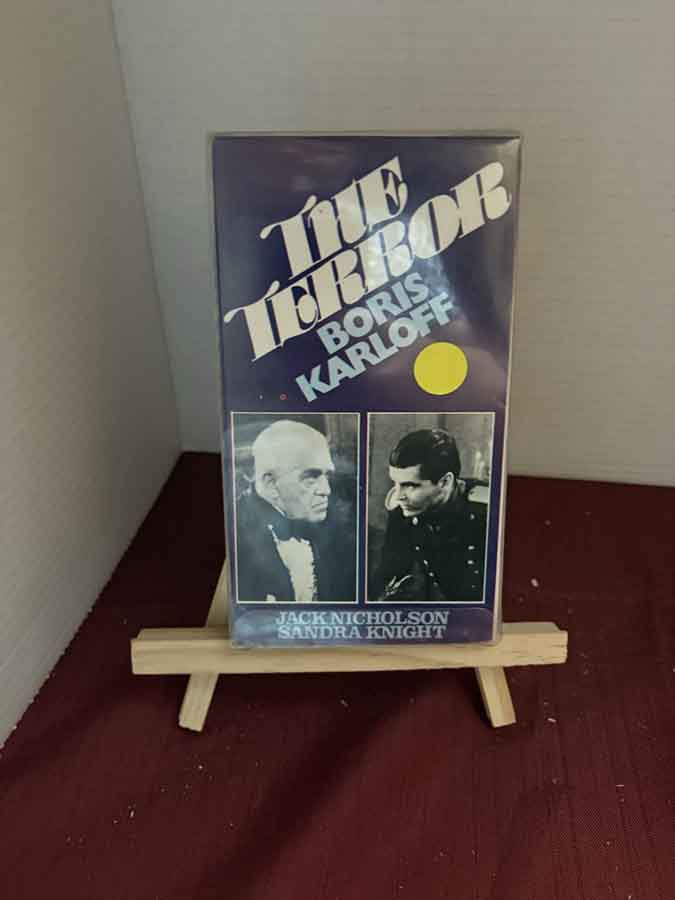 THE
TERROR
BORIS
KARLOFF
JACK NICHOLSON
SANDRA KNIGHT